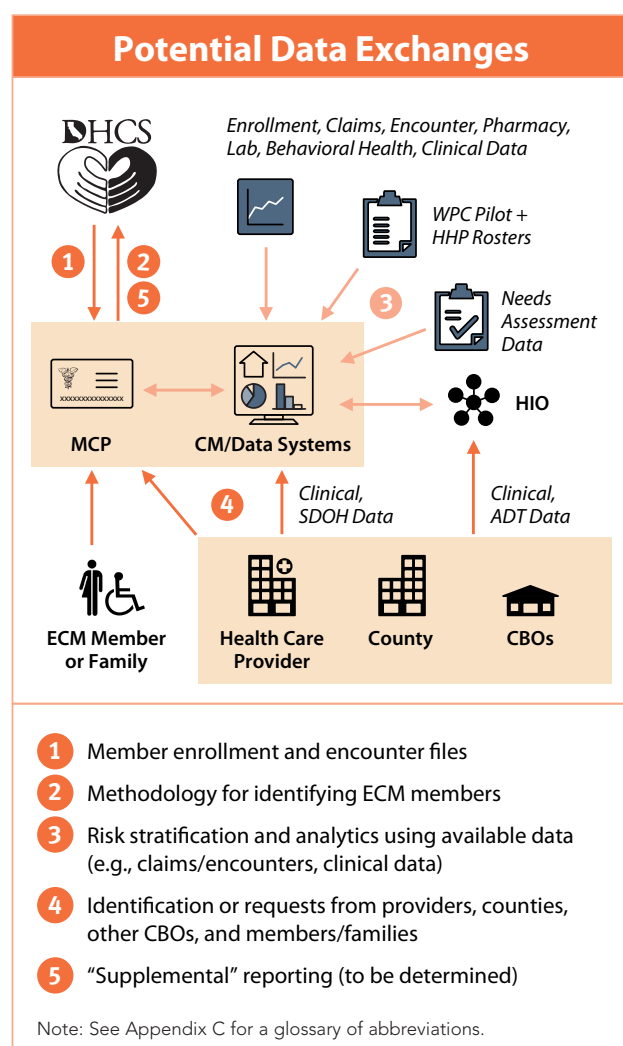 Potential Data Exchanges
DHCS
Enrollment, Claims, Encounter, Pharmacy,
Lab, Behavioral Health, Clinical Data
WPC Pilot +
HHP Rosters
1
2
5
3
Needs
Assessment
Data
xxxxxxxxxxxxxxx
MCP
CM/Data Systems
HIO
4
Clinical,
SDOH Data
Clinical,
ADT Data
ECM Member
or Family
Health Care
Provider
County
CBOs
1 Member enrollment and encounter files
2 Methodology for identifying ECM members
3 Risk stratification and analytics using available data
(e.g., claims/encounters, clinical data)
4 Identification or requests from providers, counties,
other CBOs, and members/families
5 “Supplemental” reporting (to be determined)
Note: See Appendix C for a glossary of abbreviations.